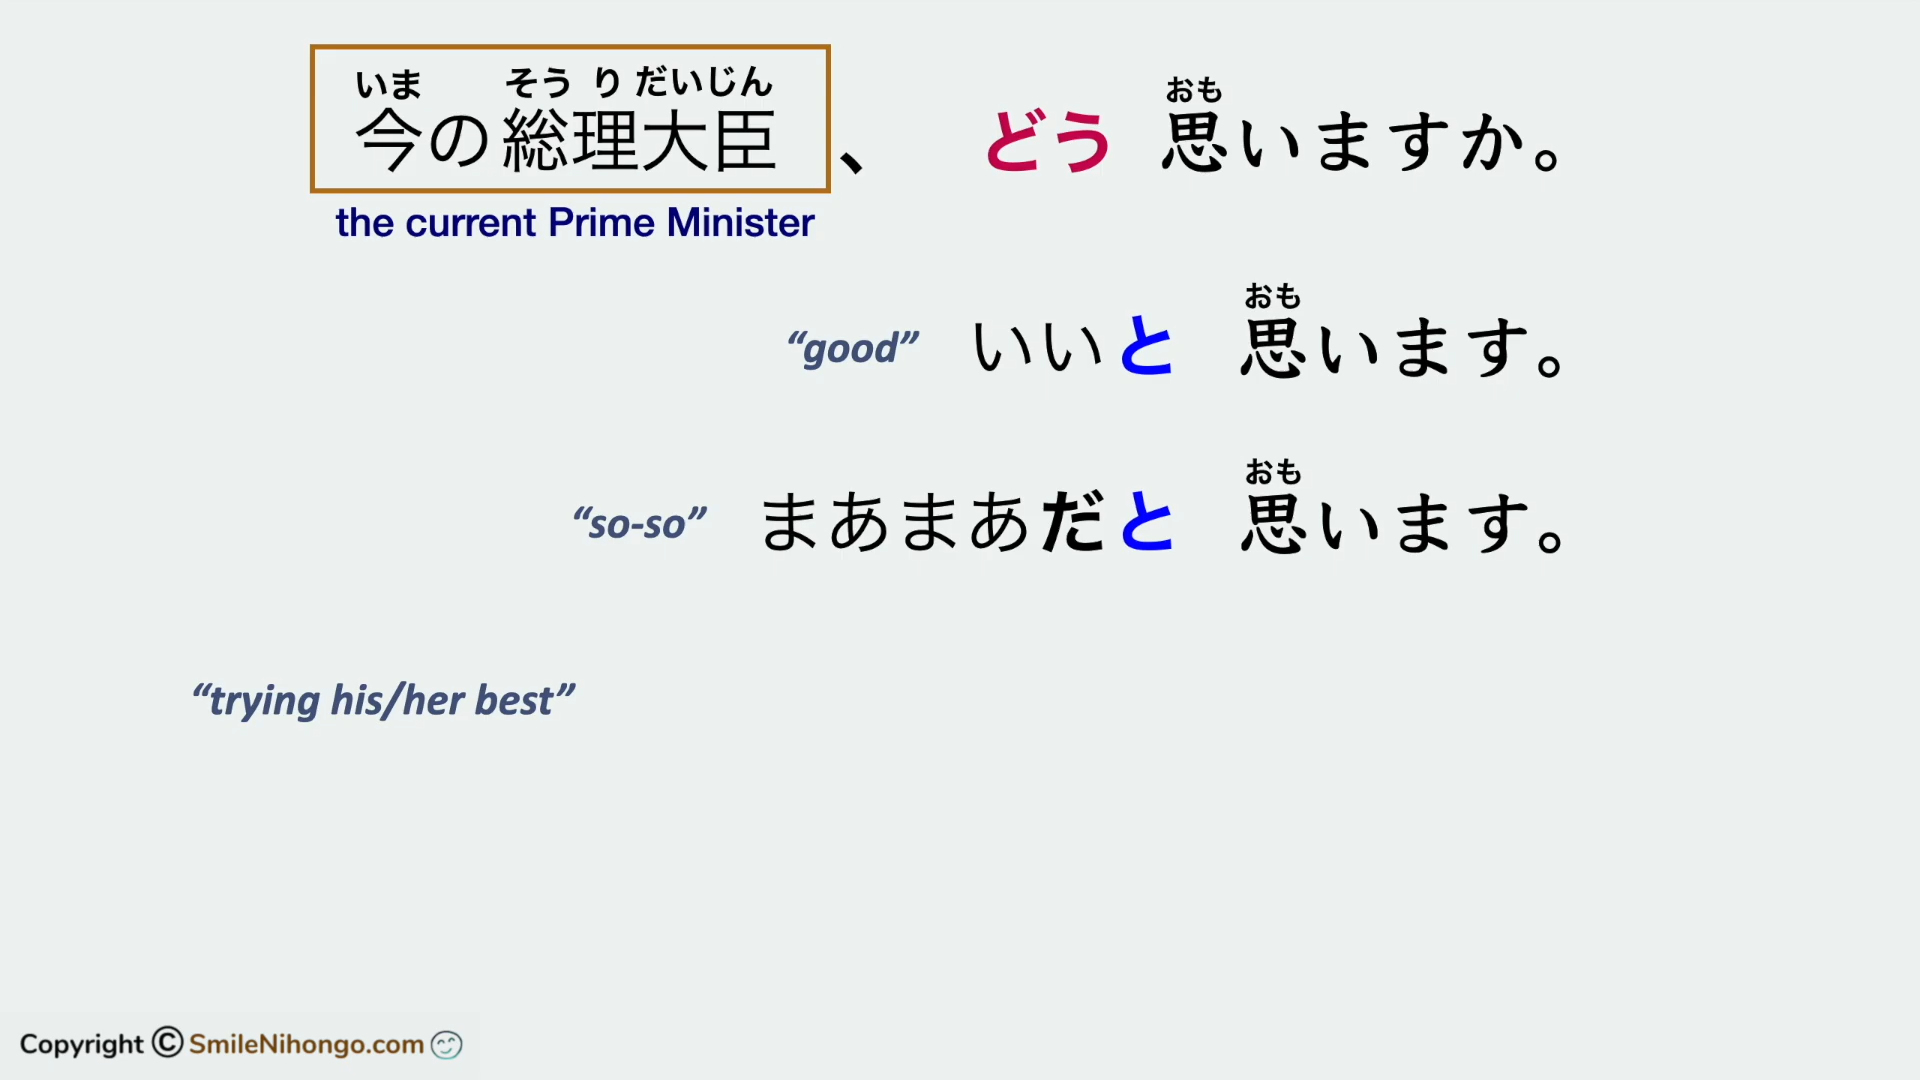 いま そうりだいじん おも
今の総理大臣、 どう 思いますか。
the current Prime Minister
おも
“good” いいと 思います。
おも
“so-so” まあまあだと 思います。
“trying his/her best”
Copyright © SmileNihongo.com